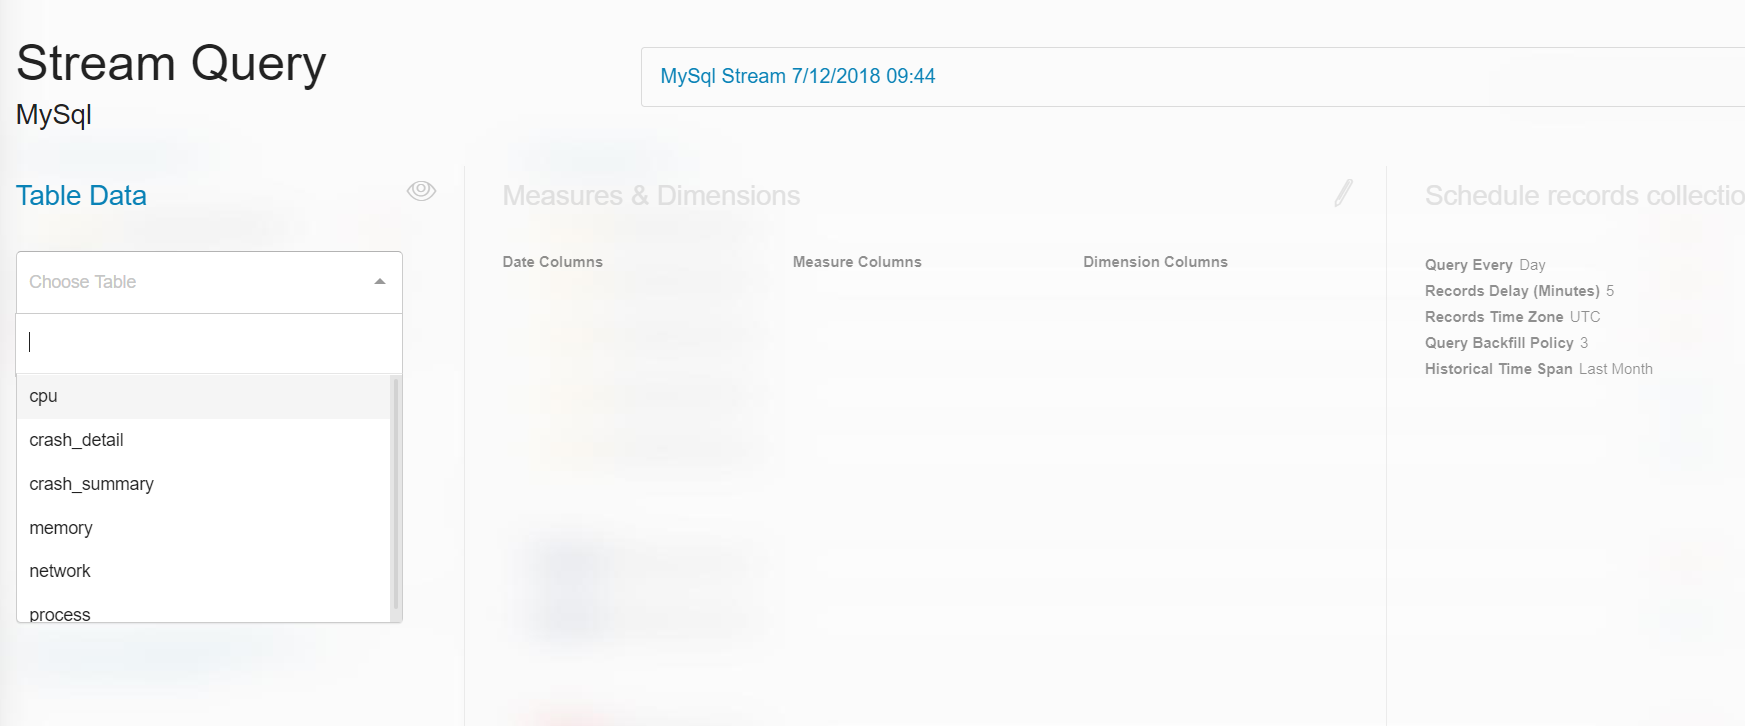 Stream Query
MySql
MySql Stream 7/12/2018 09:44
Table Data
Choose Table
cpu
crash_detail
crash_summary
memory
network
process
Measures & Dimensions
Date Columns
Measure Columns
Dimension Columns
Schedule records collectio
Query Every Day
Records Delay (Minutes) 5
Records Time Zone UTC
Query Backfill Policy 3
Historical Time Span Last Month